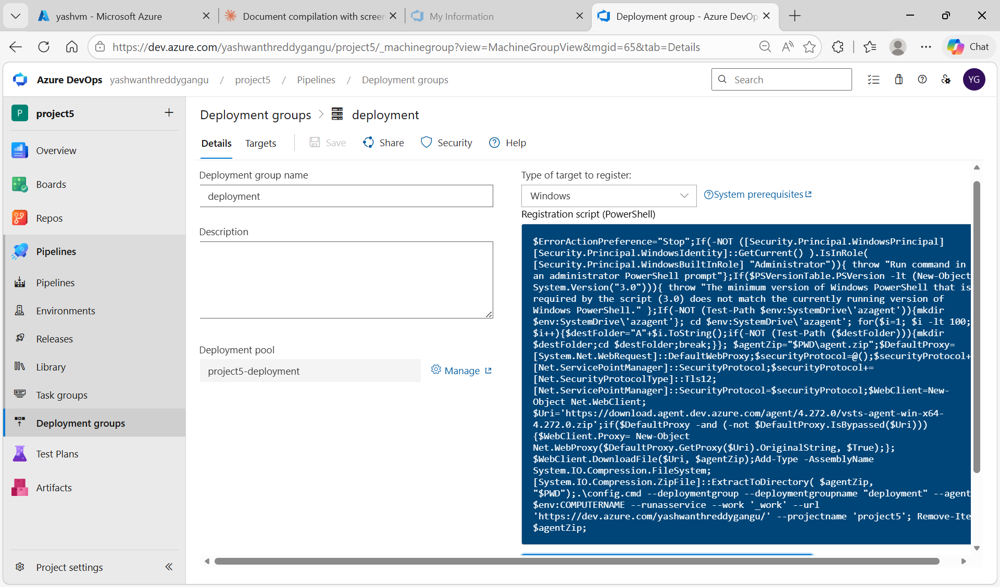 yashvm - Microsoft Azure
Document compilation with screen
My Information
Deployment group - Azure DevOp
https://dev.azure.com/yashwanthreddygangu/project5/_machinegroup?view=MachineGroupView&mgid=65&tab=Details
Chat
Azure DevOps yashwanthreddygangu / project5 / Pipelines / Deployment groups
Search
YG
P project5
Overview
Boards
Repos
Pipelines
Pipelines
Environments
Releases
Library
Task groups
Deployment groups
Test Plans
Artifacts
Project settings
Deployment groups > deployment
Details Targets Save Share Security Help
Deployment group name
deployment
Description
Deployment pool
project5-deployment
Manage
Type of target to register:
Windows
System prerequisites
Registration script (PowerShell)
$ErrorActionPreference="Stop";If(-NOT ([Security.Principal.WindowsPrincipal]
[Security.Principal.WindowsIdentity]::GetCurrent() ).IsInRole(
[Security.Principal.WindowsBuiltInRole] "Administrator")){ throw "Run command in
an administrator PowerShell prompt"};If($PSVersionTable.PSVersion -lt (New-Object
System.Version("3.0"))){ throw "The minimum version of Windows PowerShell that is
required by the script (3.0) does not match the currently running version of
Windows PowerShell." };If(-NOT (Test-Path $env:SystemDrive\'azagent')){mkdir
$env:SystemDrive\'azagent'}; cd $env:SystemDrive\'azagent'; for($i=1; $i -lt 100;
$i++){$destFolder="A"+$i.ToString();if(-NOT (Test-Path ($destFolder))){mkdir
$destFolder;cd $destFolder;break;}}; $agentZip="$PWD\agent.zip";$DefaultProxy=
[System.Net.WebRequest]::DefaultWebProxy;$securityProtocol=@();$securityProtocol+
[Net.ServicePointManager]::SecurityProtocol;$securityProtocol+=
[Net.SecurityProtocolType]::Tls12;
[Net.ServicePointManager]::SecurityProtocol=$securityProtocol;$WebClient=New-
Object Net.WebClient;
$Uri='https://download.agent.dev.azure.com/agent/4.272.0/vsts-agent-win-x64-
4.272.0.zip';if($DefaultProxy -and (-not $DefaultProxy.IsBypassed($Uri)))
{$WebClient.Proxy= New-Object
Net.WebProxy($DefaultProxy.GetProxy($Uri).OriginalString, $True);};
$WebClient.DownloadFile($Uri, $agentZip);Add-Type -AssemblyName
System.IO.Compression.FileSystem;
[System.IO.Compression.ZipFile]::ExtractToDirectory( $agentZip,
"$PWD");.\config.cmd --deploymentgroup --deploymentgroupname "deployment" --agent
$env:COMPUTERNAME --runasservice --work '_work' --url
'https://dev.azure.com/yashwanthreddygangu/' --projectname 'project5'; Remove-Ite
$agentZip;